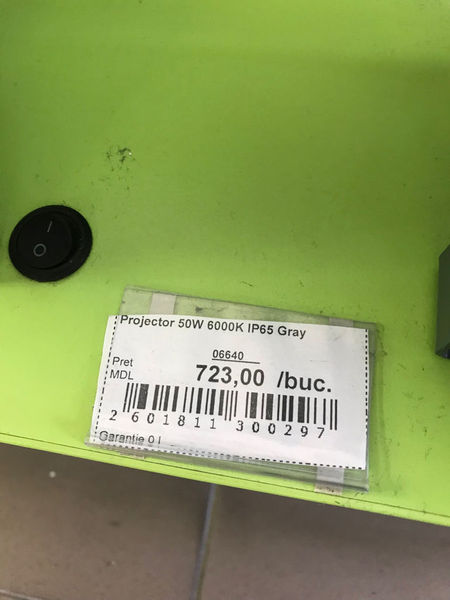 Projector 50W 6000K IP65 Gray
06640
Pret
MDL 723,00 /buc.
2 601811 300297
Garantie 0 l